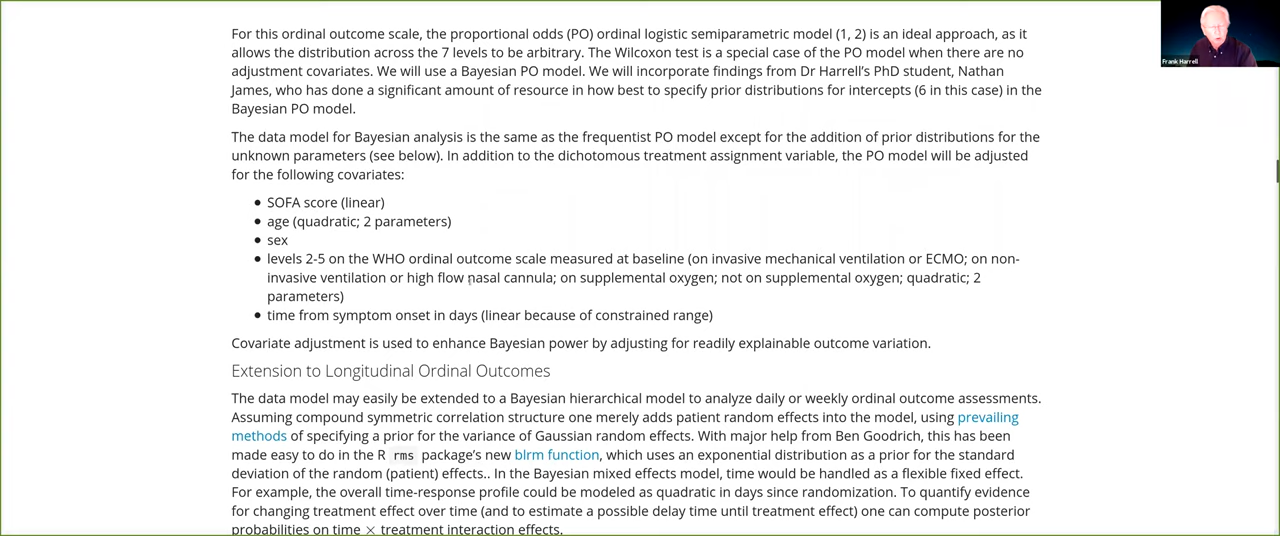 For this ordinal outcome scale, the proportional odds (PO) ordinal logistic semiparametric model (1, 2) is an ideal approach, as it
allows the distribution across the 7 levels to be arbitrary. The Wilcoxon test is a special case of the PO model when there are no
adjustment covariates. We will use a Bayesian PO model. We will incorporate findings from Dr Harrell's PhD student, Nathan
James, who has done a significant amount of resource in how best to specify prior distributions for intercepts (6 in this case) in the
Bayesian PO model.
The data model for Bayesian analysis is the same as the frequentist PO model except for the addition of prior distributions for the
unknown parameters (see below). In addition to the dichotomous treatment assignment variable, the PO model will be adjusted
for the following covariates:
• SOFA score (linear)
• age (quadratic; 2 parameters)
• sex
• levels 2-5 on the WHO ordinal outcome scale measured at baseline (on invasive mechanical ventilation or ECMO; on non-
invasive ventilation or high flow nasal cannula; on supplemental oxygen; not on supplemental oxygen; quadratic; 2
parameters)
• time from symptom onset in days (linear because of constrained range)
Covariate adjustment is used to enhance Bayesian power by adjusting for readily explainable outcome variation.
Extension to Longitudinal Ordinal Outcomes
The data model may easily be extended to a Bayesian hierarchical model to analyze daily or weekly ordinal outcome assessments.
Assuming compound symmetric correlation structure one merely adds patient random effects into the model, using prevailing
methods of specifying a prior for the variance of Gaussian random effects. With major help from Ben Goodrich, this has been
made easy to do in the R rms package's new blrm function, which uses an exponential distribution as a prior for the standard
deviation of the random (patient) effects.. In the Bayesian mixed effects model, time would be handled as a flexible fixed effect.
For example, the overall time-response profile could be modeled as quadratic in days since randomization. To quantify evidence
for changing treatment effect over time (and to estimate a possible delay time until treatment effect) one can compute posterior
probabilities on time × treatment interaction effects.
Frank Harrell